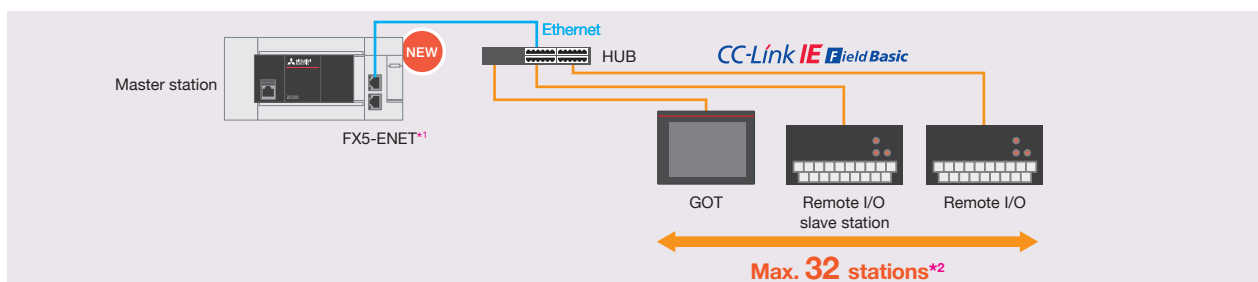 Ethernet
NEW
HUB
CC-Link IE Field Basic
Master station
FX5-ENET*1
GOT
Remote I/O
slave station
Remote I/O
Max. 32 stations*2